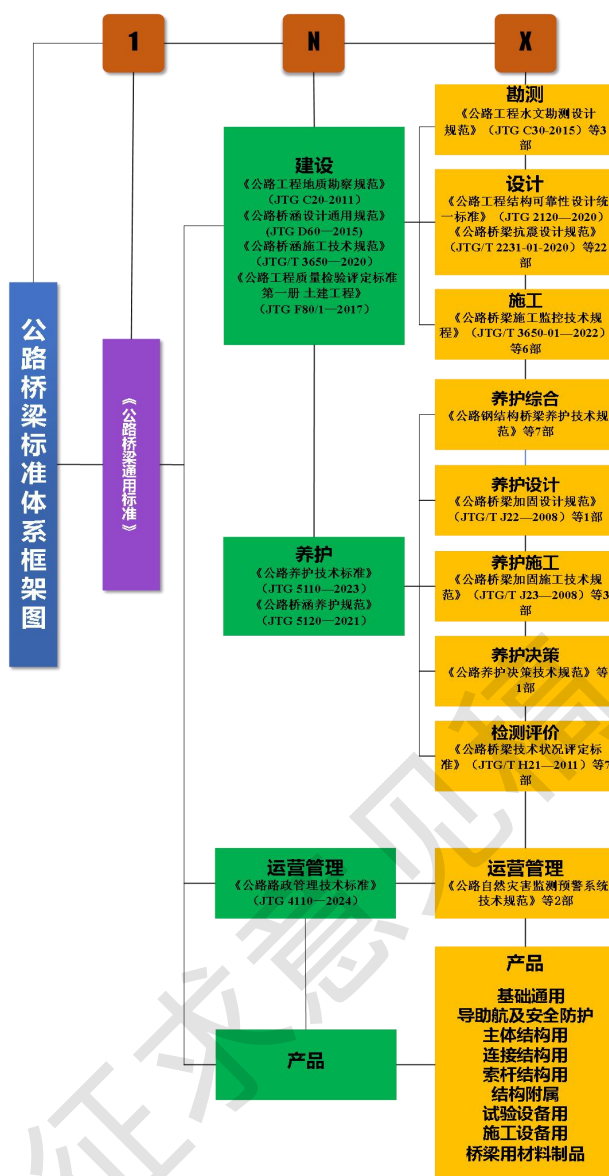 1
N
X
公路桥梁标准体系框架图
《公路桥梁通用标准》
建设
《公路工程地质勘察规范》
(JTG C20-2011)
《公路桥涵设计通用规范》
(JTG D60—2015)
《公路桥涵施工技术规范》
(JTG/T 3650—2020)
《公路工程质量检验评定标准
第一册 土建工程》
(JTG F80/1—2017)
养护
《公路养护技术标准》
(JTG 5110—2023)
《公路桥涵养护规范》
(JTG 5120—2021)
运营管理
《公路路政管理技术标准》
(JTG 4110—2024)
产品
勘测
《公路工程水文勘测设计
规范》(JTG C30-2015)等3
部
设计
《公路工程结构可靠性设计统
一标准》(JTG 2120—2020)
《公路桥梁抗震设计规范》
(JTG/T 2231-01-2020)等22
部
施工
《公路桥梁施工监控技术规
程》(JTG/T 3650-01—2022)
等6部
养护综合
《公路钢结构桥梁养护技术规
范》等7部
养护设计
《公路桥梁加固设计规范》
(JTG/T J22—2008)等1部
养护施工
《公路桥梁加固施工技术规
范》(JTG/T J23—2008)等3
部
养护决策
《公路养护决策技术规范》等
1部
检测评价
《公路桥梁技术状况评定标
准》(JTG/T H21—2011)等7
部
运营管理
《公路自然灾害监测预警系统
技术规范》等2部
产品
基础通用
导助航及安全防护
主体结构用
连接结构用
索杆结构用
结构附属
试验设备用
施工设备用
桥梁用材料制品
征求意见稿